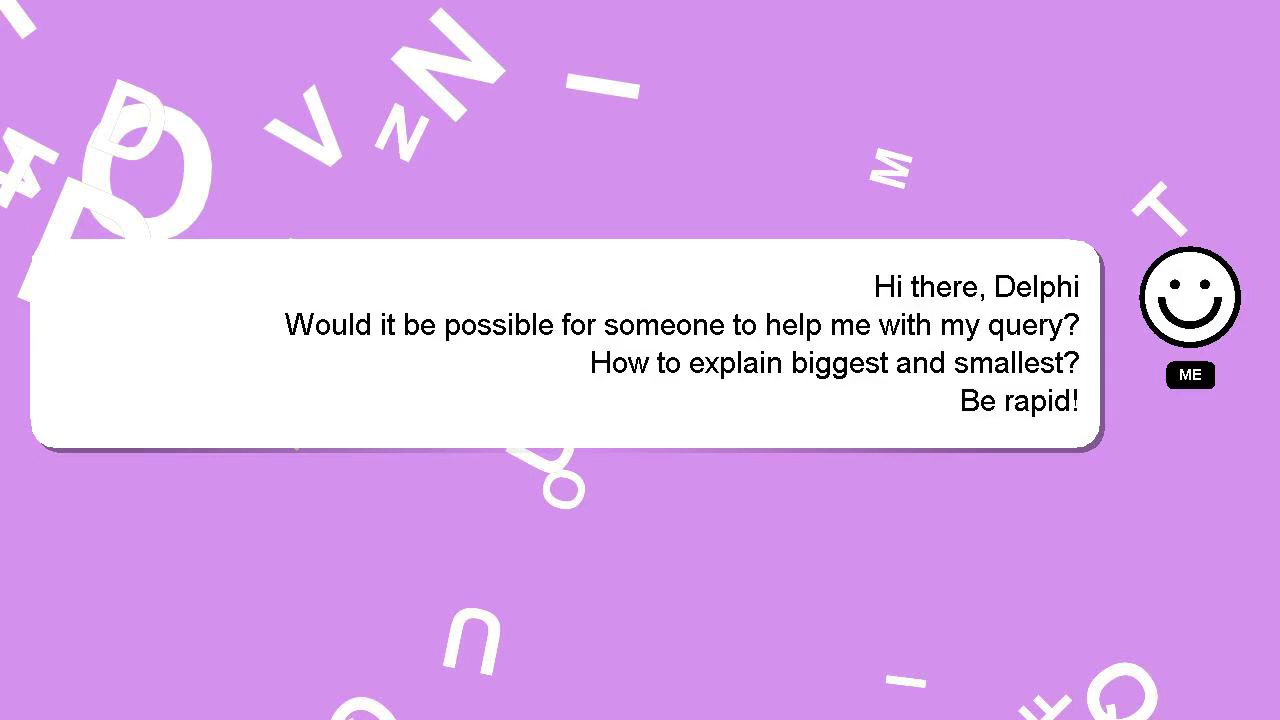 Hi there, Delphi
Would it be possible for someone to help me with my query?
How to explain biggest and smallest?
Be rapid!
ME